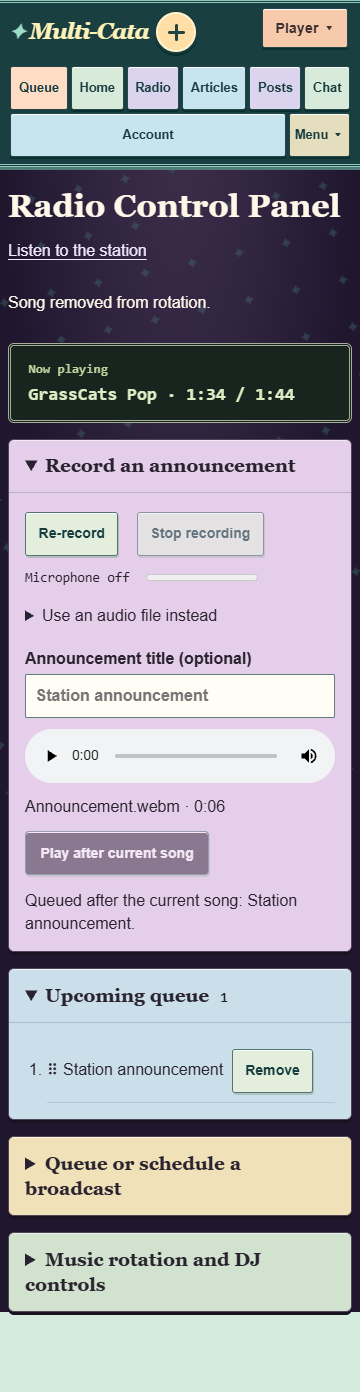 Multi-Cata
Player
Queue
Home
Radio
Articles
Posts
Chat
Account
Menu
Radio Control Panel
Listen to the station
Song removed from rotation.
Now playing
GrassCats Pop · 1:34 / 1:44
Record an announcement
Re-record
Stop recording
Microphone off
Use an audio file instead
Announcement title (optional)
Station announcement
0:00
Announcement.webm · 0:06
Play after current song
Queued after the current song: Station
announcement.
Upcoming queue 1
1. Station announcement
Remove
Queue or schedule a
broadcast
Music rotation and DJ
controls